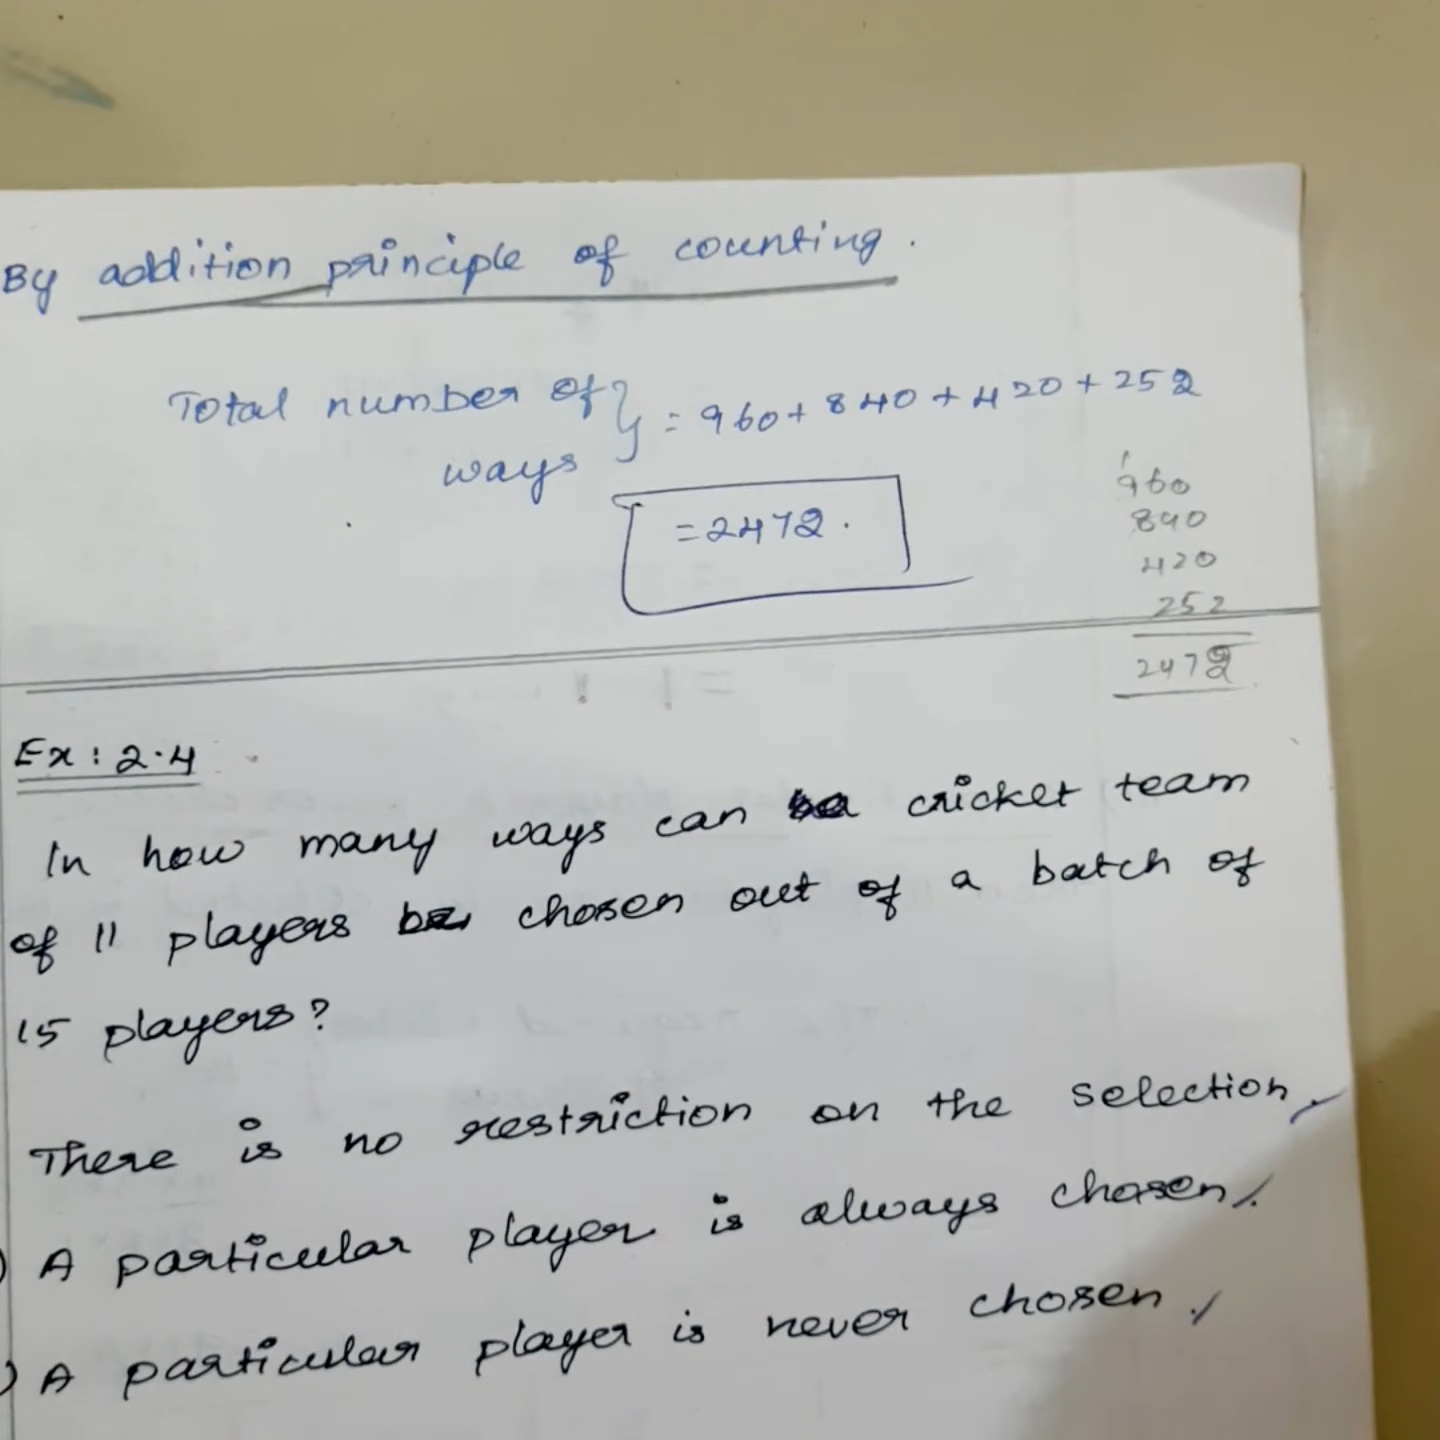 By addition principle of counting.
Total number of } = 960+ 840+420+252
ways
=2472.
960
840
420
252
2472
Ex: 2.4
In how many ways can a cricket team
of 11 players be chosen out of a batch of
15 players?
There is no restriction on the selection.
) A particular player is always chosen.
) A particular player is never chosen.